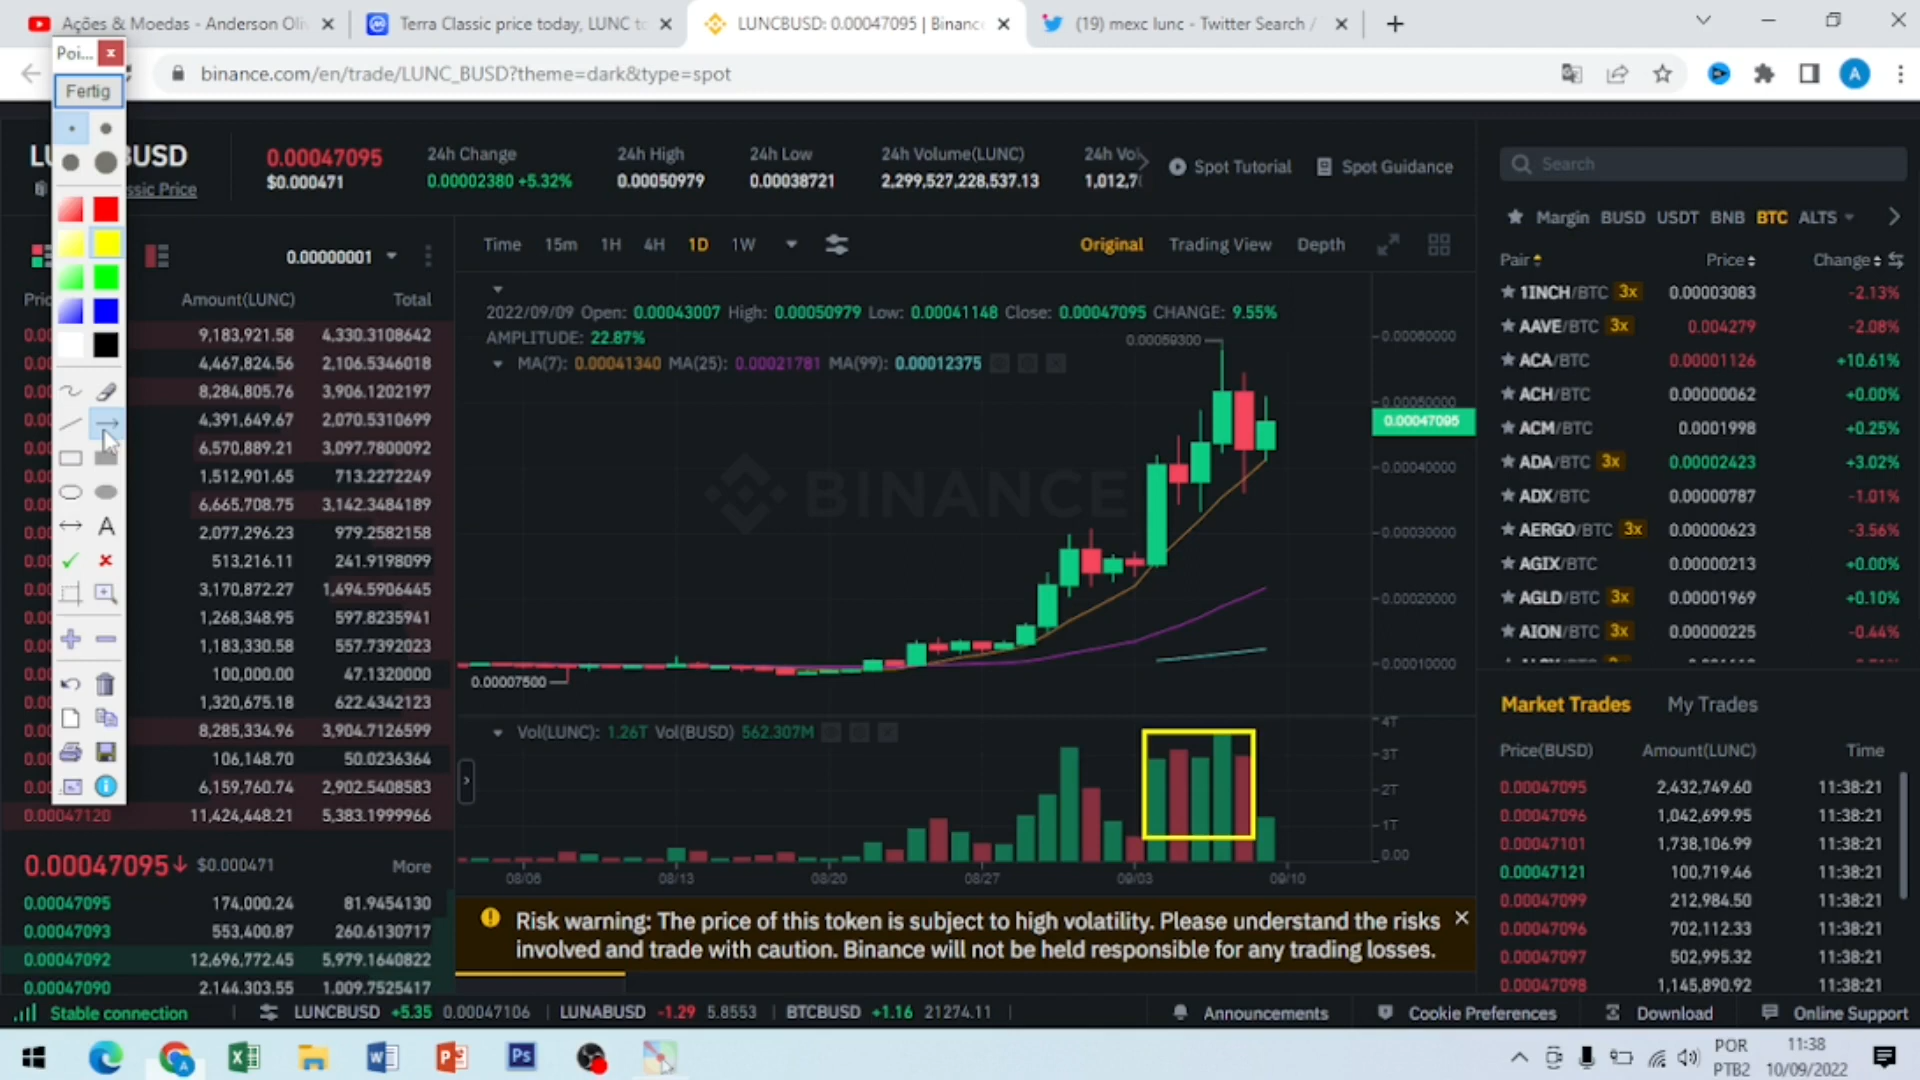 Ações & Moedas - Anderson Oli
Terra Classic price today, LUNC to
LUNCBUSD: 0.00047095 | Binanc
(19) mexc lunc - Twitter Search /
Poi...
Fertig
binance.com/en/trade/LUNC_BUSD?theme=dark&type=spot
A
BUSD
ssic Price
0.00047095
$0.000471
24h Change
0.00002380 +5.32%
24h High
0.00050979
24h Low
0.00038721
24h Volume(LUNC)
2,299,527,228,537.13
24h Vol
1,012,7
Spot Tutorial
Spot Guidance
Search
Margin BUSD USDT BNB BTC ALTS
Pair Price Change
1INCH/BTC 3x 0.00003083 -2.13%
AAVE/BTC 3x 0.004279 -2.08%
ACA/BTC 0.00001126 +10.61%
ACH/BTC 0.00000062 +0.00%
ACM/BTC 0.0001998 +0.25%
ADA/BTC 3x 0.00002423 +3.02%
ADX/BTC 0.00000787 -1.01%
AERGO/BTC 3x 0.00000623 -3.56%
AGIX/BTC 0.00000213 +0.00%
AGLD/BTC 3x 0.00001969 +0.10%
AION/BTC 3x 0.00000225 -0.44%
0.00000001
Amount(LUNC) Total
9,183,921.58 4,330.3108642
4,467,824.56 2,106.5346018
8,284,805.76 3,906.1202197
4,391,649.67 2,070.5310699
6,570,889.21 3,097.7800092
1,512,901.65 713.2272249
6,665,708.75 3,142.3484189
2,077,296.23 979.2582158
513,216.11 241.9198099
3,170,872.27 1,494.5906445
1,268,348.95 597.8235941
1,183,330.58 557.7392023
100,000.00 47.1320000
1,320,675.18 622.4342123
8,285,334.96 3,904.7126599
106,148.70 50.0236364
6,159,760.74 2,902.5408583
0.00047120 11,424,448.21 5,383.1999966
0.00047095 $0.000471 More
0.00047095 174,000.24 81.9454130
0.00047093 553,400.87 260.6130717
0.00047092 12,696,772.45 5,979.1640822
0.00047090 2,144,303.55 1,009.7525417
Time 15m 1H 4H 1D 1W
Original Trading View Depth
2022/09/09 Open: 0.00043007 High: 0.00050979 Low: 0.00041148 Close: 0.00047095 CHANGE: 9.55%
AMPLITUDE: 22.87%
MA(7): 0.00041340 MA(25): 0.00021781 MA(99): 0.00012375
0.00059300
0.00060000
0.00050000
0.00047095
0.00040000
0.00030000
0.00020000
0.00010000
BINANCE
0.00007500
Vol(LUNC): 1.26T Vol(BUSD) 562.307M
4T
3T
2T
1T
0.00
08/06 08/13 08/20 08/27 09/03 09/10
Risk warning: The price of this token is subject to high volatility. Please understand the risks
involved and trade with caution. Binance will not be held responsible for any trading losses.
Market Trades My Trades
Price(BUSD) Amount(LUNC) Time
0.00047095 2,432,749.60 11:38:21
0.00047096 1,042,699.95 11:38:21
0.00047101 1,738,106.99 11:38:21
0.00047121 100,719.46 11:38:21
0.00047099 212,984.50 11:38:21
0.00047096 702,112.33 11:38:21
0.00047097 502,995.32 11:38:21
0.00047098 1,145,890.92 11:38:21
Stable connection
LUNCBUSD +5.35 0.00047106
LUNABUSD -1.29 5.8553
BTCBUSD +1.16 21274.11
Announcements
Cookie Preferences
Download
Online Support
POR
PTB2
11:38
10/09/2022